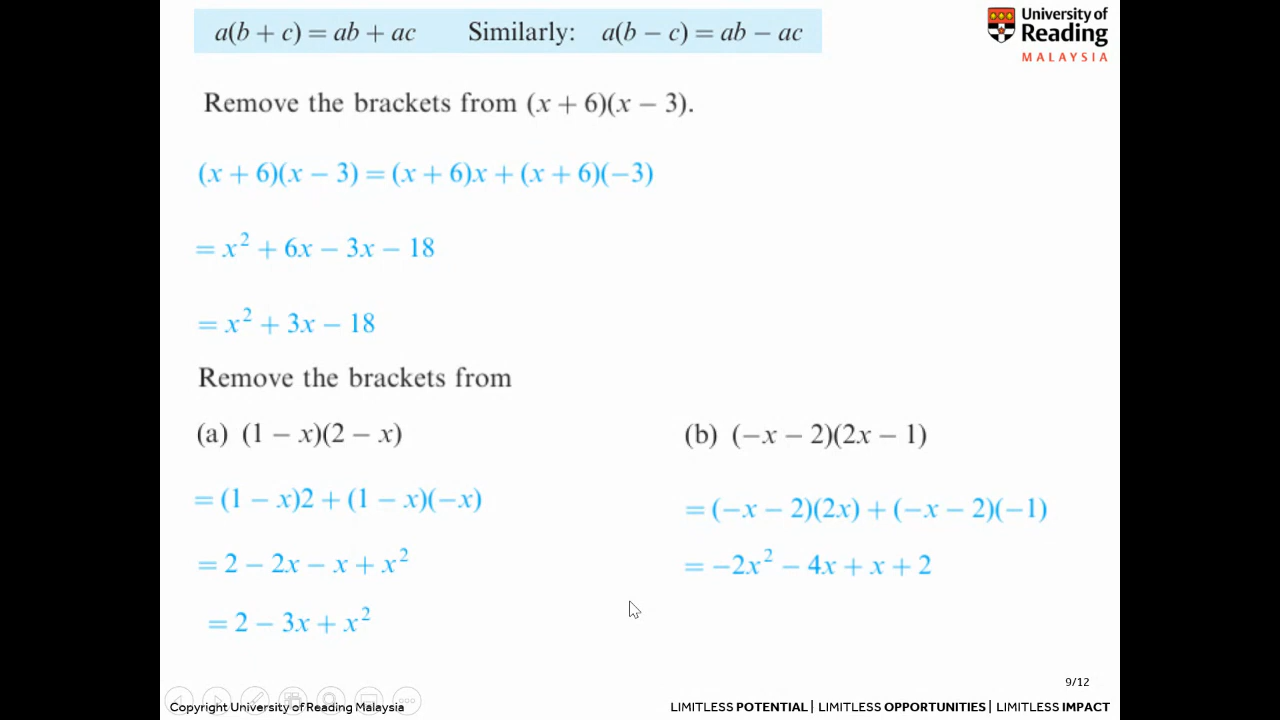 a(b + c) = ab + ac Similarly: a(b − c) = ab − ac
University of
Reading
MALAYSIA
Remove the brackets from (x + 6)(x − 3).
(x + 6)(x − 3) = (x + 6)x + (x + 6)(−3)
= x² + 6x − 3x − 18
= x² + 3x − 18
Remove the brackets from
(a) (1 − x)(2 − x)
= (1 − x)2 + (1 − x)(−x)
= 2 − 2x − x + x²
= 2 − 3x + x²
(b) (−x − 2)(2x − 1)
= (−x − 2)(2x) + (−x − 2)(−1)
= −2x² − 4x + x + 2
9/12
Copyright University of Reading Malaysia
LIMITLESS POTENTIAL | LIMITLESS OPPORTUNITIES | LIMITLESS IMPACT